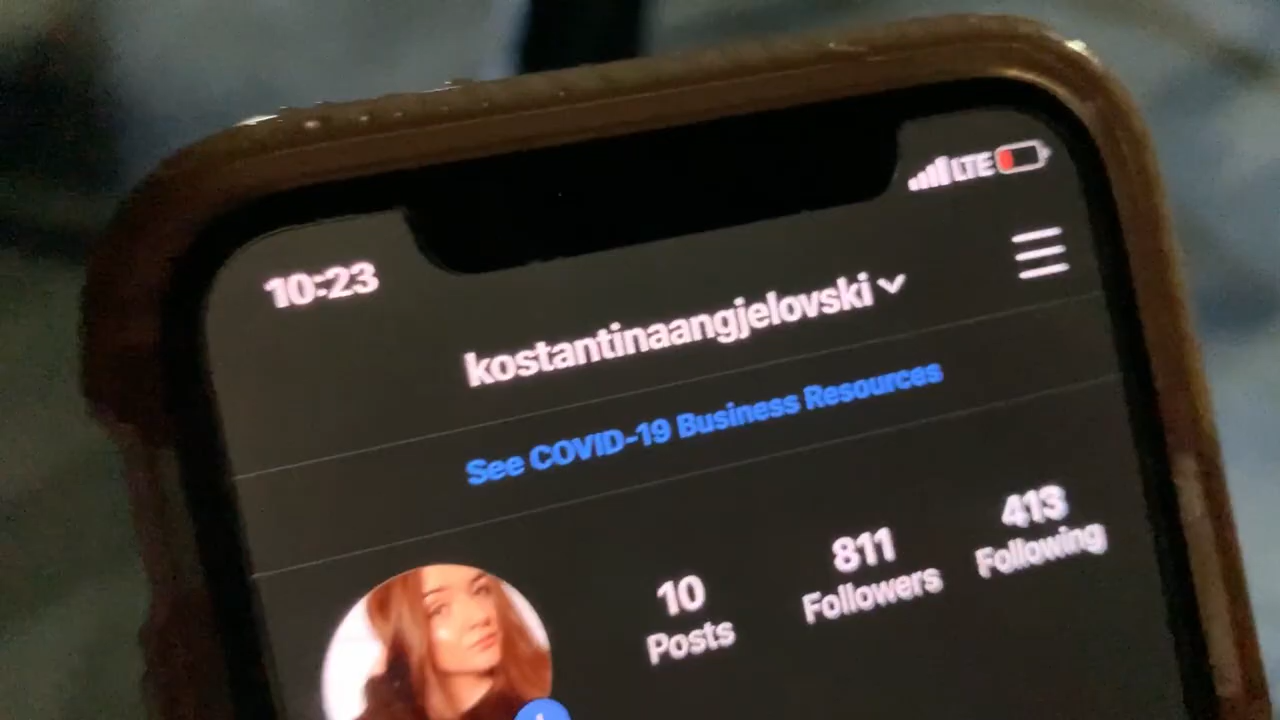 10:23
LTE
kostantinaangjelovski
See COVID-19 Business Resources
10
Posts
811
Followers
413
Following